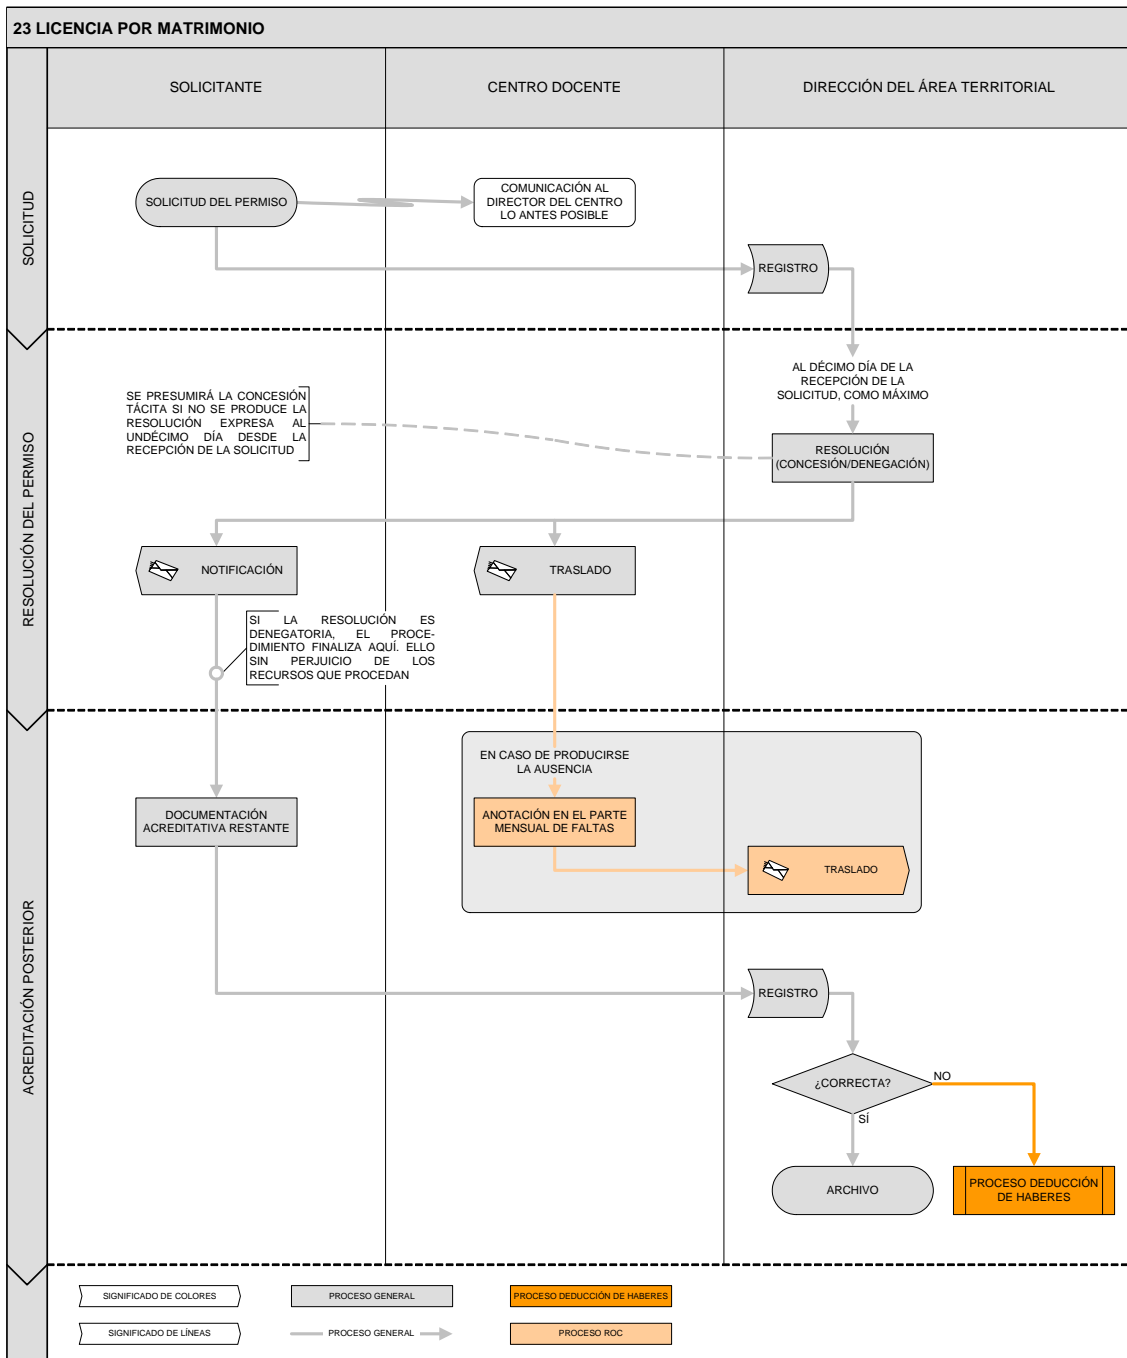 23 LICENCIA POR MATRIMONIO
SOLICITANTE
CENTRO DOCENTE
DIRECCIÓN DEL ÁREA TERRITORIAL
SOLICITUD
SOLICITUD DEL PERMISO
COMUNICACIÓN AL
DIRECTOR DEL CENTRO
LO ANTES POSIBLE
REGISTRO
RESOLUCIÓN DEL PERMISO
AL DÉCIMO DÍA DE LA
RECEPCIÓN DE LA
SOLICITUD, COMO MÁXIMO
SE PRESUMIRÁ LA CONCESIÓN
TÁCITA SI NO SE PRODUCE LA
RESOLUCIÓN EXPRESA AL
UNDÉCIMO DÍA DESDE LA
RECEPCIÓN DE LA SOLICITUD
RESOLUCIÓN
(CONCESIÓN/DENEGACIÓN)
NOTIFICACIÓN
TRASLADO
SI LA RESOLUCIÓN ES
DENEGATORIA, EL PROCE-
DIMIENTO FINALIZA AQUÍ. ELLO
SIN PERJUICIO DE LOS
RECURSOS QUE PROCEDAN
ACREDITACIÓN POSTERIOR
EN CASO DE PRODUCIRSE
LA AUSENCIA
DOCUMENTACIÓN
ACREDITATIVA RESTANTE
ANOTACIÓN EN EL PARTE
MENSUAL DE FALTAS
TRASLADO
REGISTRO
¿CORRECTA?
NO
SÍ
ARCHIVO
PROCESO DEDUCCIÓN
DE HABERES
SIGNIFICADO DE COLORES
PROCESO GENERAL
PROCESO DEDUCCIÓN DE HABERES
SIGNIFICADO DE LÍNEAS
PROCESO GENERAL
PROCESO ROC